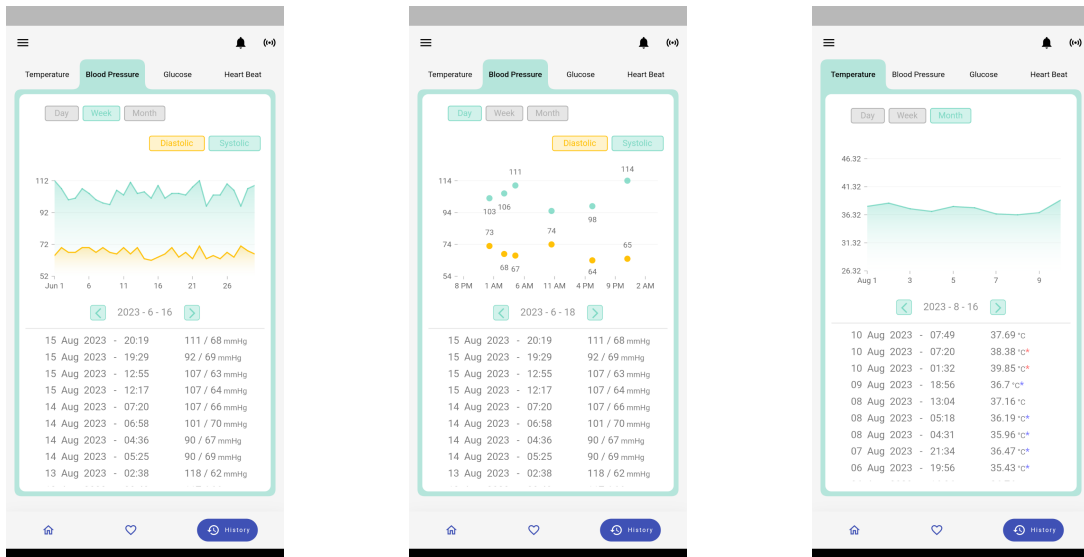 Temperature Blood Pressure Glucose Heart Beat
Day Week Month
Diastolic Systolic
112
92
72
52
Jun 1 6 11 16 21 26
2023 - 6 - 16
15 Aug 2023 - 20:19 111 / 68 mmHg
15 Aug 2023 - 19:29 92 / 69 mmHg
15 Aug 2023 - 12:55 107 / 63 mmHg
15 Aug 2023 - 12:17 107 / 64 mmHg
14 Aug 2023 - 07:20 107 / 66 mmHg
14 Aug 2023 - 06:58 101 / 70 mmHg
14 Aug 2023 - 04:36 90 / 67 mmHg
14 Aug 2023 - 05:25 90 / 69 mmHg
13 Aug 2023 - 02:38 118 / 62 mmHg
History
Temperature Blood Pressure Glucose Heart Beat
Day Week Month
Diastolic Systolic
114
94
74
54
111
114
103
106
98
73
74
65
68
67
64
8 PM 1 AM 6 AM 11 AM 4 PM 9 PM 2 AM
2023 - 6 - 18
15 Aug 2023 - 20:19 111 / 68 mmHg
15 Aug 2023 - 19:29 92 / 69 mmHg
15 Aug 2023 - 12:55 107 / 63 mmHg
15 Aug 2023 - 12:17 107 / 64 mmHg
14 Aug 2023 - 07:20 107 / 66 mmHg
14 Aug 2023 - 06:58 101 / 70 mmHg
14 Aug 2023 - 04:36 90 / 67 mmHg
14 Aug 2023 - 05:25 90 / 69 mmHg
13 Aug 2023 - 02:38 118 / 62 mmHg
History
Temperature Blood Pressure Glucose Heart Beat
Day Week Month
46.32
41.32
36.32
31.32
26.32
Aug 1 3 5 7 9
2023 - 8 - 16
10 Aug 2023 - 07:49 37.69 °C
10 Aug 2023 - 07:20 38.38 °C*
10 Aug 2023 - 01:32 39.85 °C*
09 Aug 2023 - 18:56 36.7 °C*
08 Aug 2023 - 13:04 37.16 °C
08 Aug 2023 - 05:18 36.19 °C*
08 Aug 2023 - 04:31 35.96 °C*
07 Aug 2023 - 21:34 36.47 °C*
06 Aug 2023 - 19:56 35.43 °C*
History